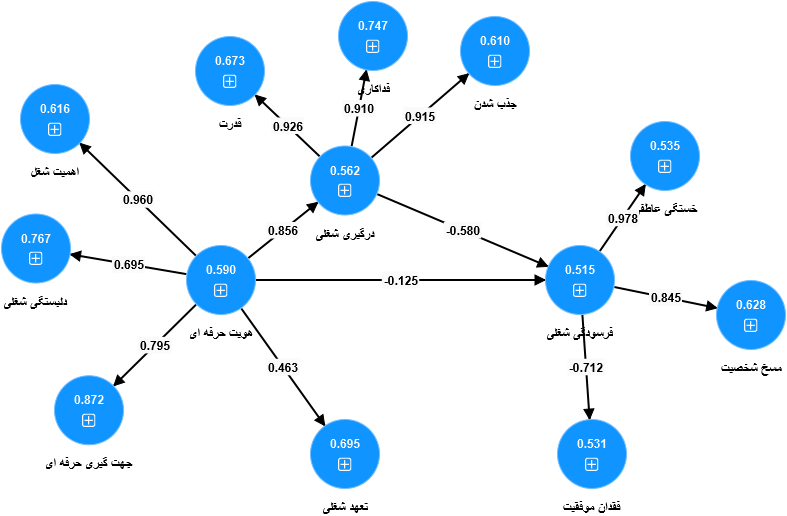 0.747
فداکاری
0.610
جذب شدن
0.673
قدرت
0.616
اهمیت شغل
0.910
0.926
0.915
0.535
خستگی عاطفی
0.562
درگیری شغلی
0.960
0.978
0.856
-0.580
0.767
دلبستگی شغلی
0.695
0.590
هویت حرفه ای
-0.125
0.515
فرسودگی شغلی
0.845
0.628
مسخ شخصیت
0.795
0.463
-0.712
0.872
جهت گیری حرفه ای
0.695
تعهد شغلی
0.531
فقدان موفقیت